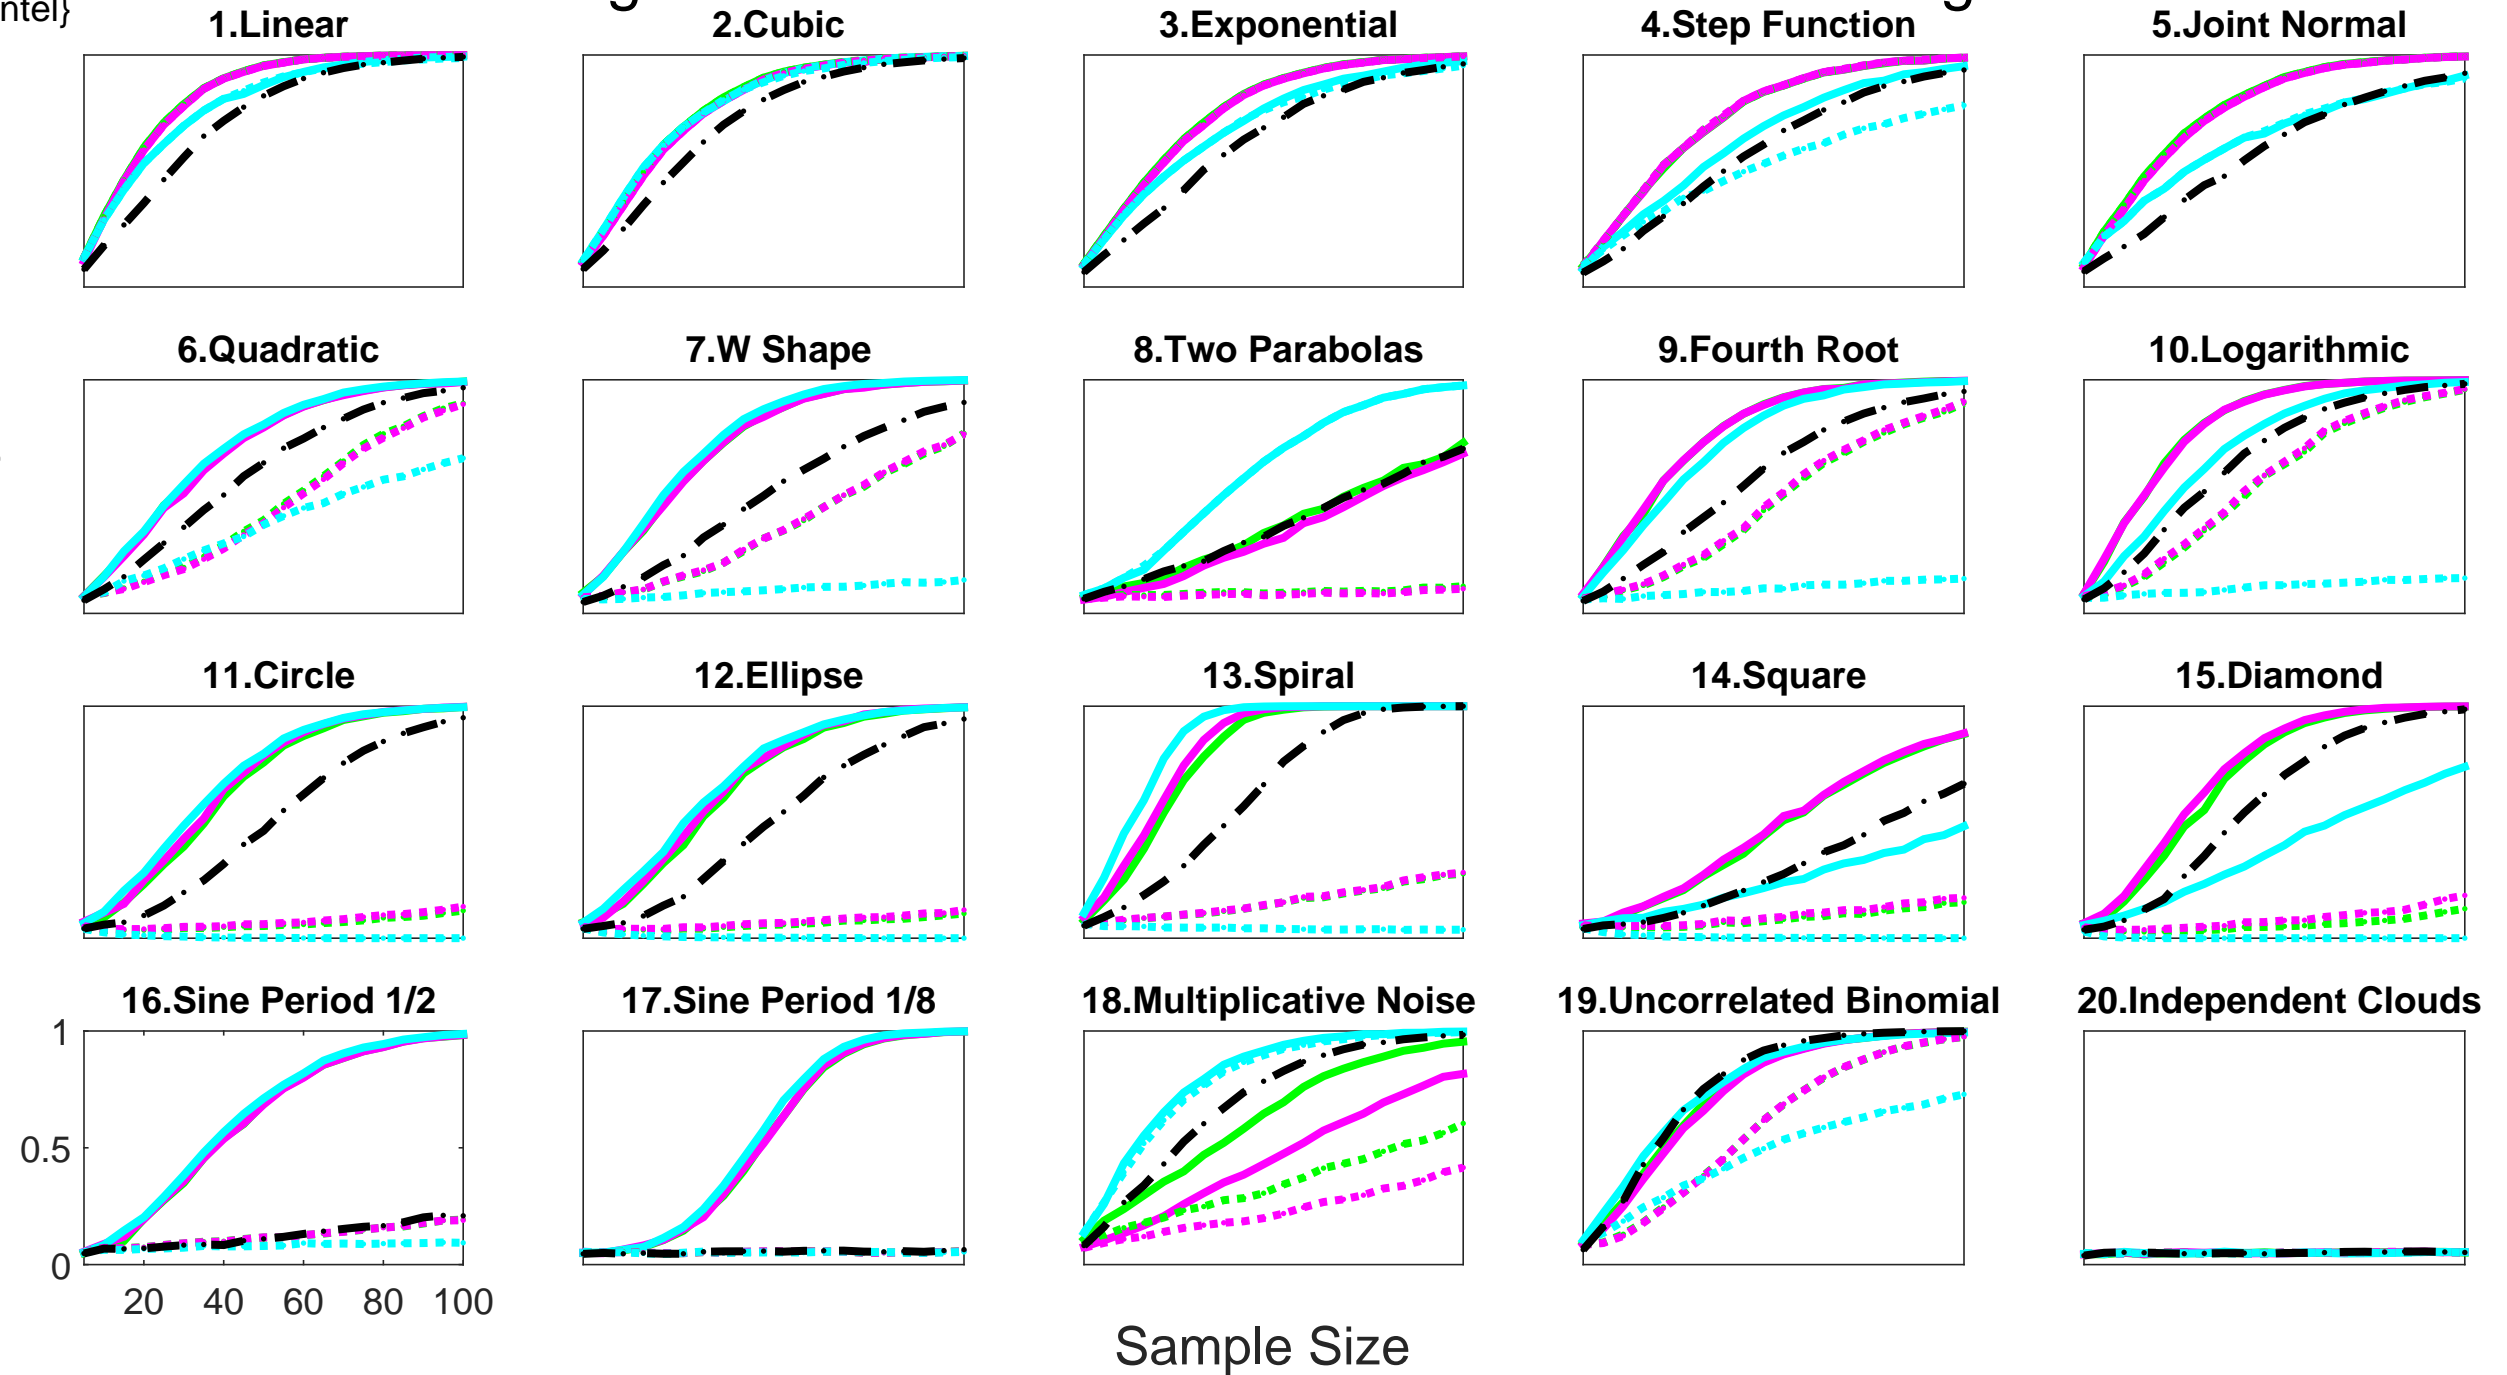 1.Linear 2.Cubic 3.Exponential 4.Step Function 5.Joint Normal
6.Quadratic 7.W Shape 8.Two Parabolas 9.Fourth Root 10.Logarithmic
11.Circle 12.Ellipse 13.Spiral 14.Square 15.Diamond
16.Sine Period 1/2 17.Sine Period 1/8 18.Multiplicative Noise 19.Uncorrelated Binomial 20.Independent Clouds
1
0.5
0
20 40 60 80 100
Sample Size